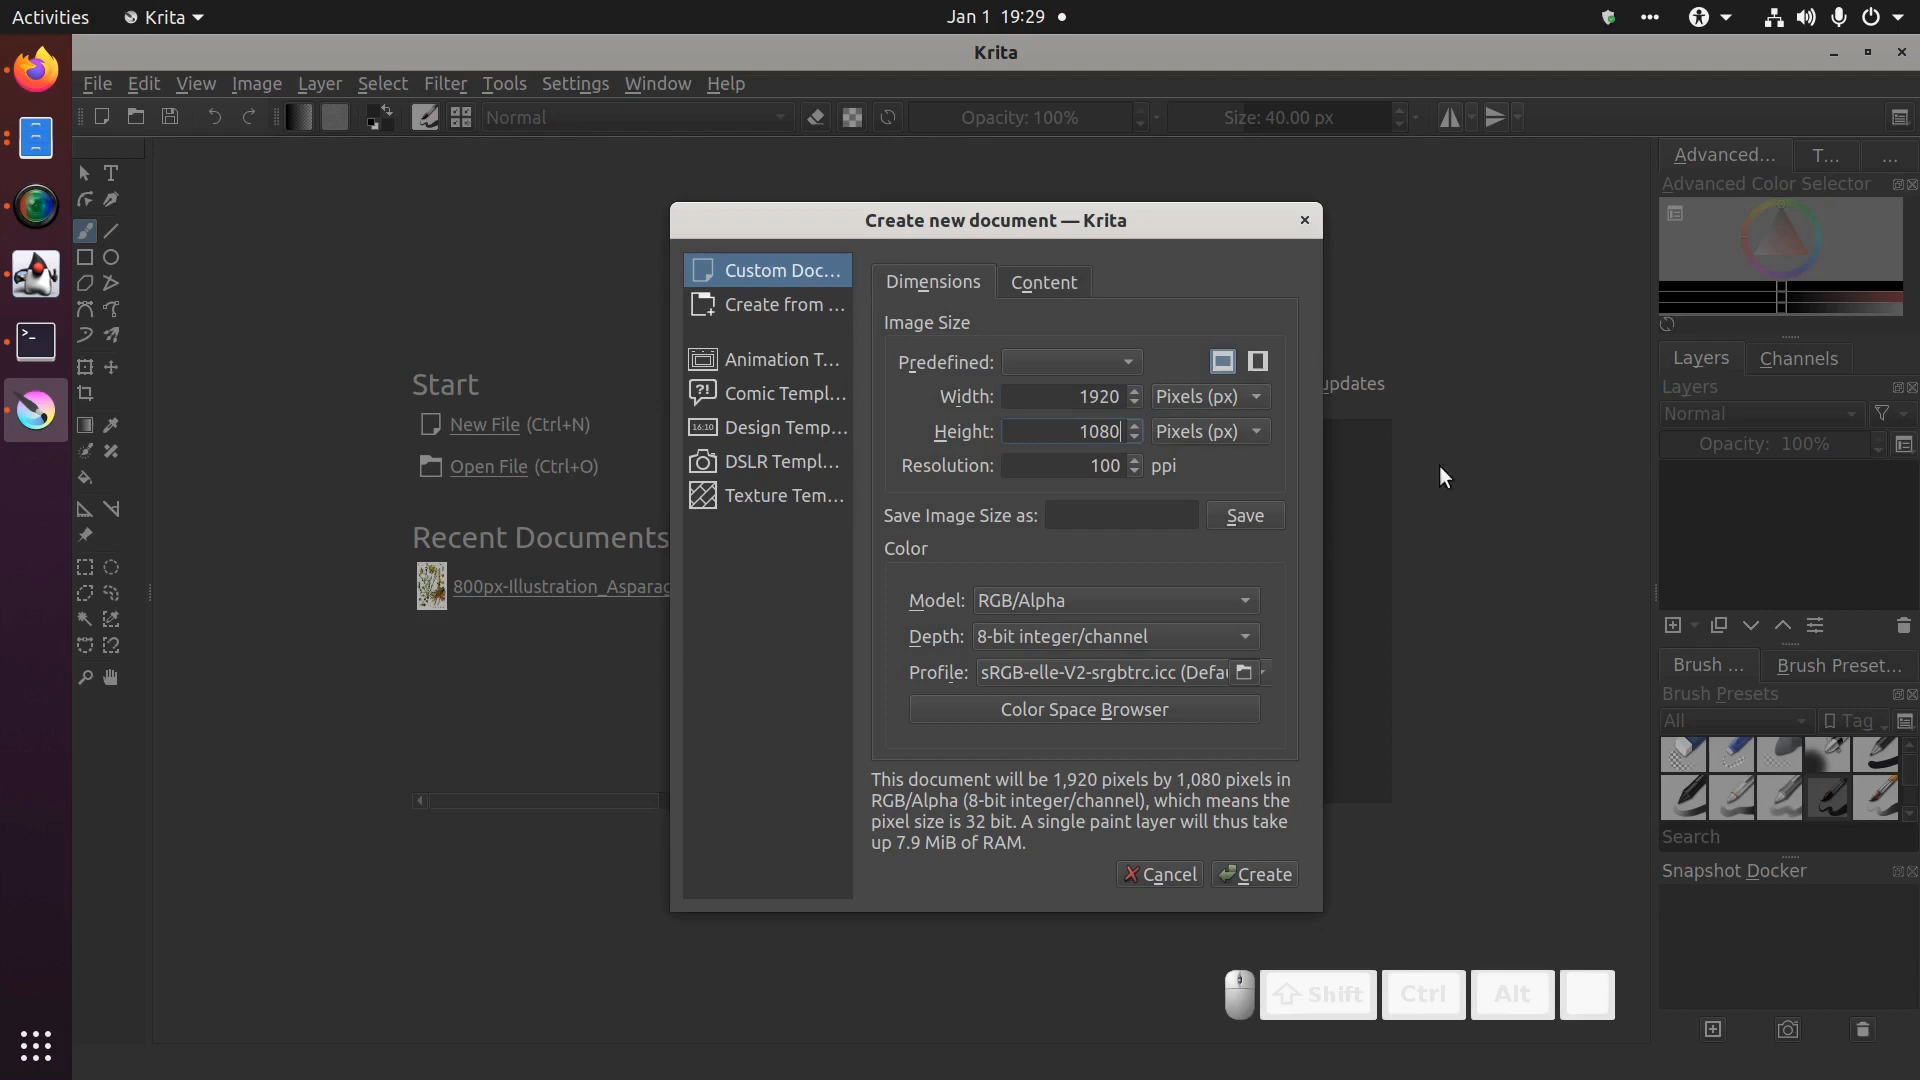 Activities
Krita
Jan 1 19:29
Krita
File Edit View Image Layer Select Filter Tools Settings Window Help
Normal
Opacity: 100%
Size: 40.00 px
Advanced... T... ...
Advanced Color Selector
Create new document — Krita
Custom Doc...
Create from ...
Animation T...
Comic Templ...
Design Temp...
DSLR Templ...
Texture Tem...
Dimensions
Content
Image Size
Predefined:
Width: 1920 Pixels (px)
Height: 1080 Pixels (px)
Resolution: 100 ppi
Save Image Size as: Save
Color
Model: RGB/Alpha
Depth: 8-bit integer/channel
Profile: sRGB-elle-V2-srgbtrc.icc (Defau
Color Space Browser
This document will be 1,920 pixels by 1,080 pixels in
RGB/Alpha (8-bit integer/channel), which means the
pixel size is 32 bit. A single paint layer will thus take
up 7.9 MiB of RAM.
Cancel
Create
Start
New File (Ctrl+N)
Open File (Ctrl+O)
Recent Documents
800px-Illustration_Asparag
updates
Layers
Channels
Layers
Normal
Opacity: 100%
Brush ...
Brush Preset...
Brush Presets
All
Tag
Search
Snapshot Docker
16:10
Shift
Ctrl
Alt